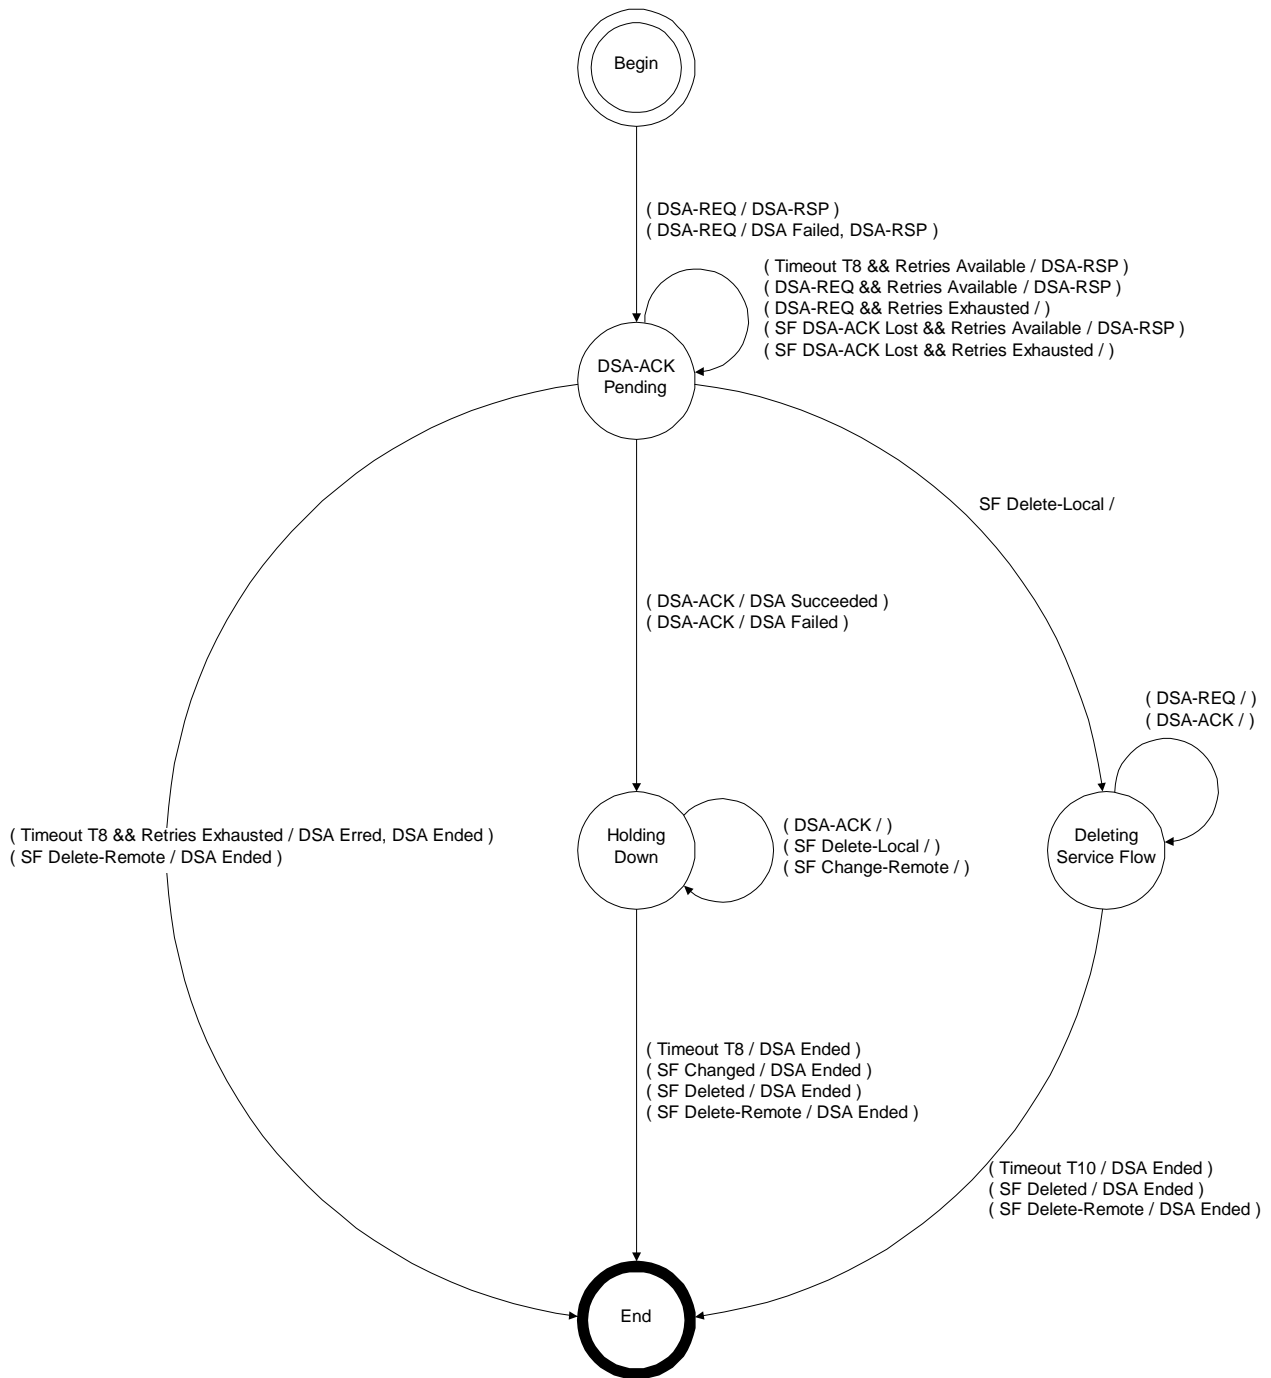 Begin
( DSA-REQ / DSA-RSP )
( DSA-REQ / DSA Failed, DSA-RSP )
( Timeout T8 && Retries Available / DSA-RSP )
( DSA-REQ && Retries Available / DSA-RSP )
( DSA-REQ && Retries Exhausted / )
( SF DSA-ACK Lost && Retries Available / DSA-RSP )
( SF DSA-ACK Lost && Retries Exhausted / )
DSA-ACK
Pending
SF Delete-Local /
( DSA-ACK / DSA Succeeded )
( DSA-ACK / DSA Failed )
( DSA-REQ / )
( DSA-ACK / )
( Timeout T8 && Retries Exhausted / DSA Erred, DSA Ended )
( SF Delete-Remote / DSA Ended )
Holding
Down
( DSA-ACK / )
( SF Delete-Local / )
( SF Change-Remote / )
Deleting
Service Flow
( Timeout T8 / DSA Ended )
( SF Changed / DSA Ended )
( SF Deleted / DSA Ended )
( SF Delete-Remote / DSA Ended )
( Timeout T10 / DSA Ended )
( SF Deleted / DSA Ended )
( SF Delete-Remote / DSA Ended )
End